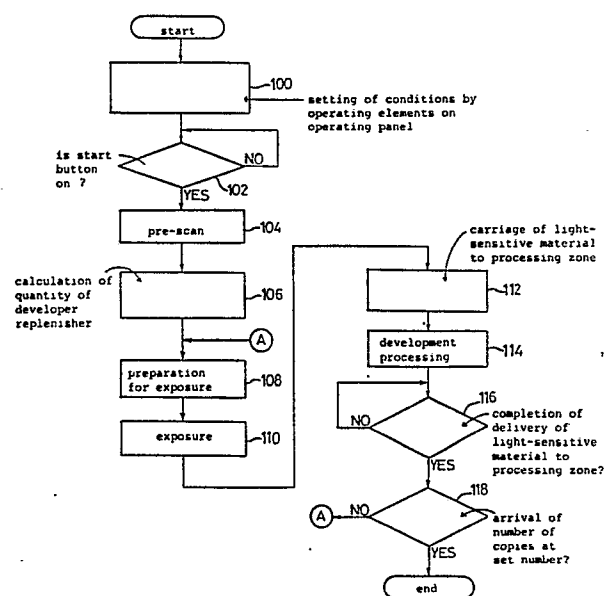 start
100
setting of conditions by
operating elements on
operating panel
is start
button
on ?
NO
102
YES
pre-scan
104
calculation of
quantity of
developer
replenisher
106
A
preparation
for exposure
108
exposure
110
carriage of light-
sensitive material
to processing zone
112
development
processing
114
116
NO
completion of
delivery of
light-sensitive
material to
processing zone?
YES
118
A
NO
arrival of
number of
copies at
set number?
YES
end